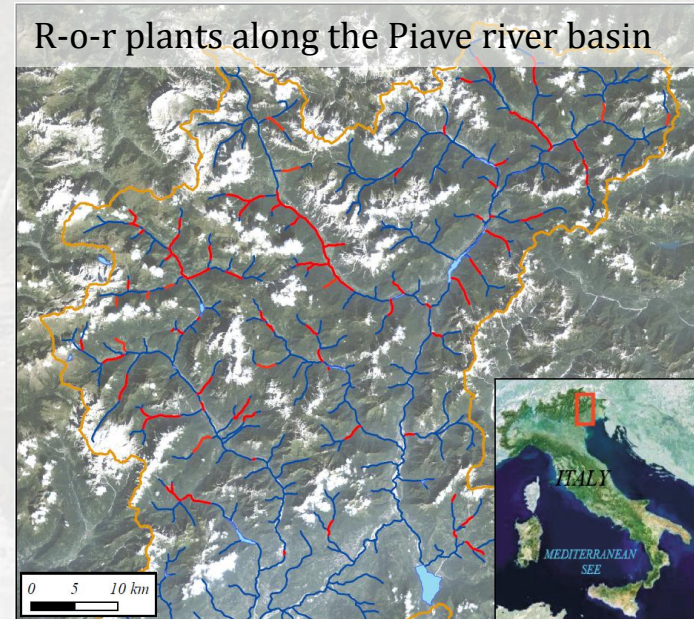 R-o-r plants along the Piave river basin
ITALY
MEDITERRANEAN
SEE
0 5 10 km